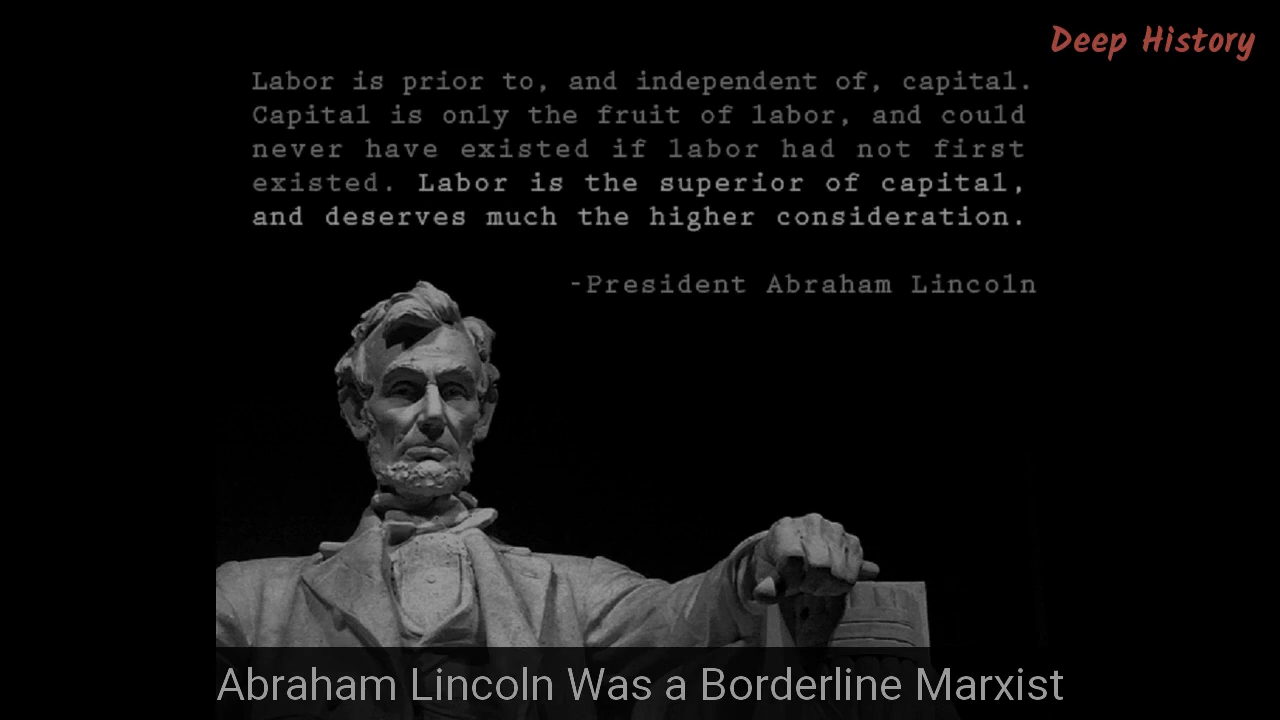 Deep History
Labor is prior to, and independent of, capital.
Capital is only the fruit of labor, and could
never have existed if labor had not first
existed. Labor is the superior of capital,
and deserves much the higher consideration.
-President Abraham Lincoln
Abraham Lincoln Was a Borderline Marxist